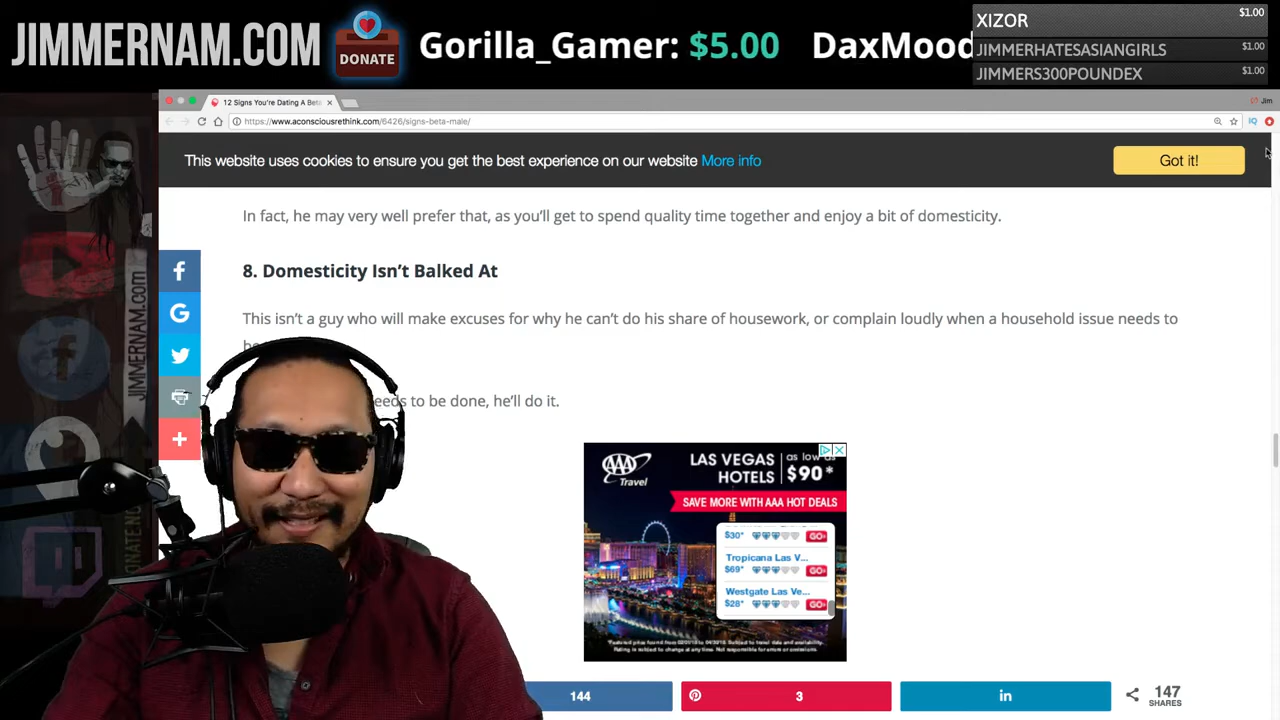 JIMMERNAM.COM
DONATE
Gorilla_Gamer: $5.00 DaxMood
XIZOR $1.00
JIMMERHATESASIANGIRLS $1.00
JIMMERS300POUNDEX $1.00
12 Signs You're Dating A Beta
Jim
https://www.aconsciousrethink.com/6426/signs-beta-male/
This website uses cookies to ensure you get the best experience on our website More info
Got it!
In fact, he may very well prefer that, as you'll get to spend quality time together and enjoy a bit of domesticity.
8. Domesticity Isn't Balked At
This isn't a guy who will make excuses for why he can't do his share of housework, or complain loudly when a household issue needs to
eeds to be done, he'll do it.
AAA
Travel
LAS VEGAS
HOTELS
as low as
$90*
SAVE MORE WITH AAA HOT DEALS
$30* GO
Tropicana Las V...
$69* GO
Westgate Las Ve...
$28* GO
144
3
in
147
SHARES